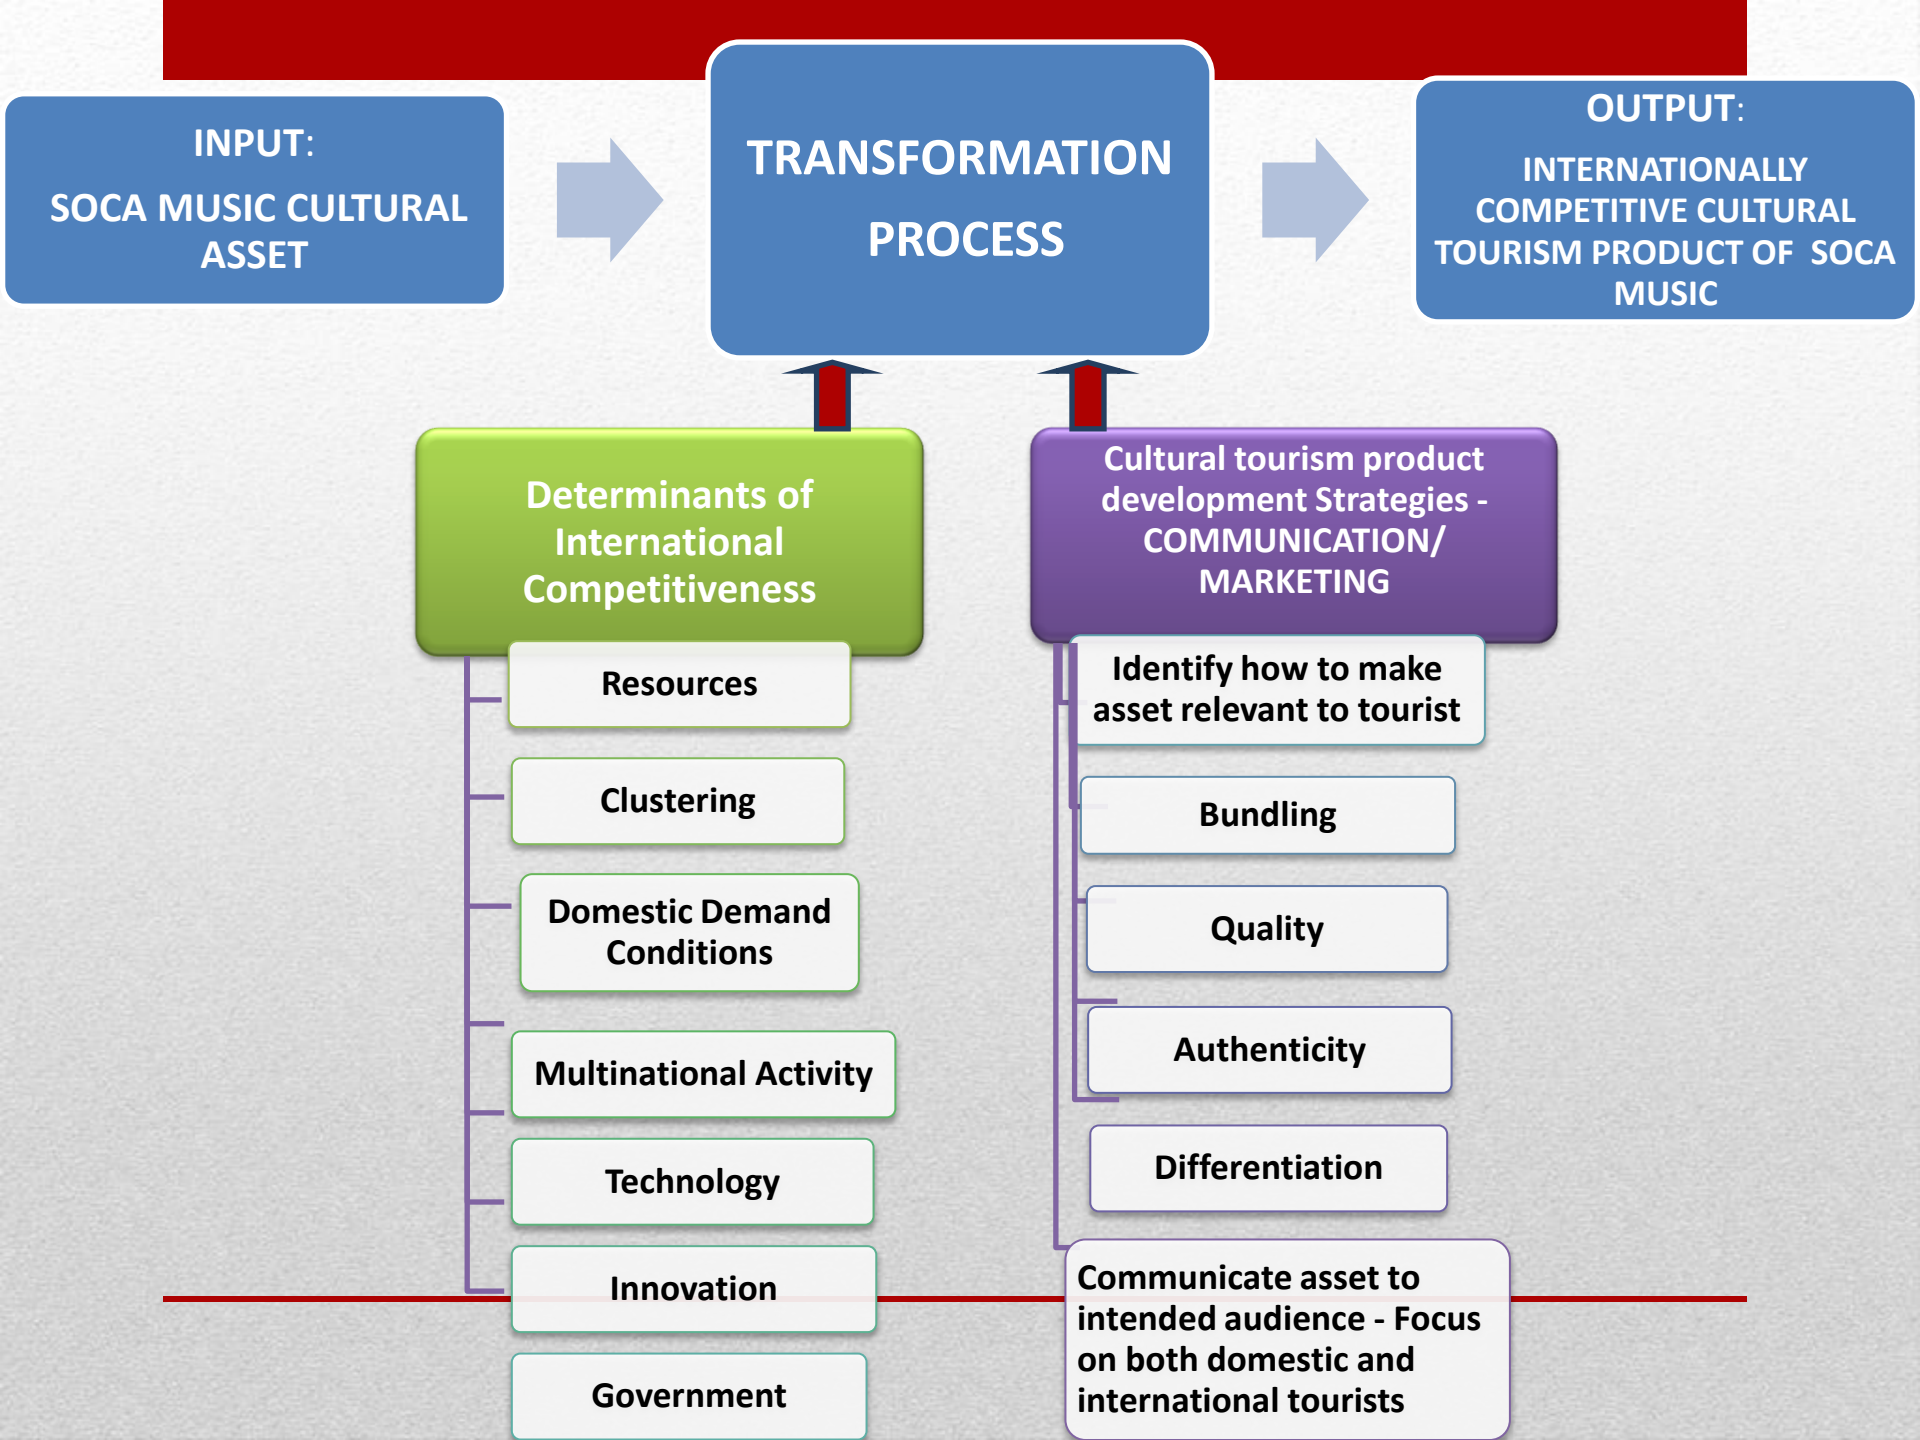 INPUT:
SOCA MUSIC CULTURAL
ASSET
TRANSFORMATION
PROCESS
OUTPUT:
INTERNATIONALLY
COMPETITIVE CULTURAL
TOURISM PRODUCT OF SOCA
MUSIC
Determinants of
International
Competitiveness
Resources
Clustering
Domestic Demand
Conditions
Multinational Activity
Technology
Innovation
Government
Cultural tourism product
development Strategies -
COMMUNICATION/
MARKETING
Identify how to make
asset relevant to tourist
Bundling
Quality
Authenticity
Differentiation
Communicate asset to
intended audience - Focus
on both domestic and
international tourists